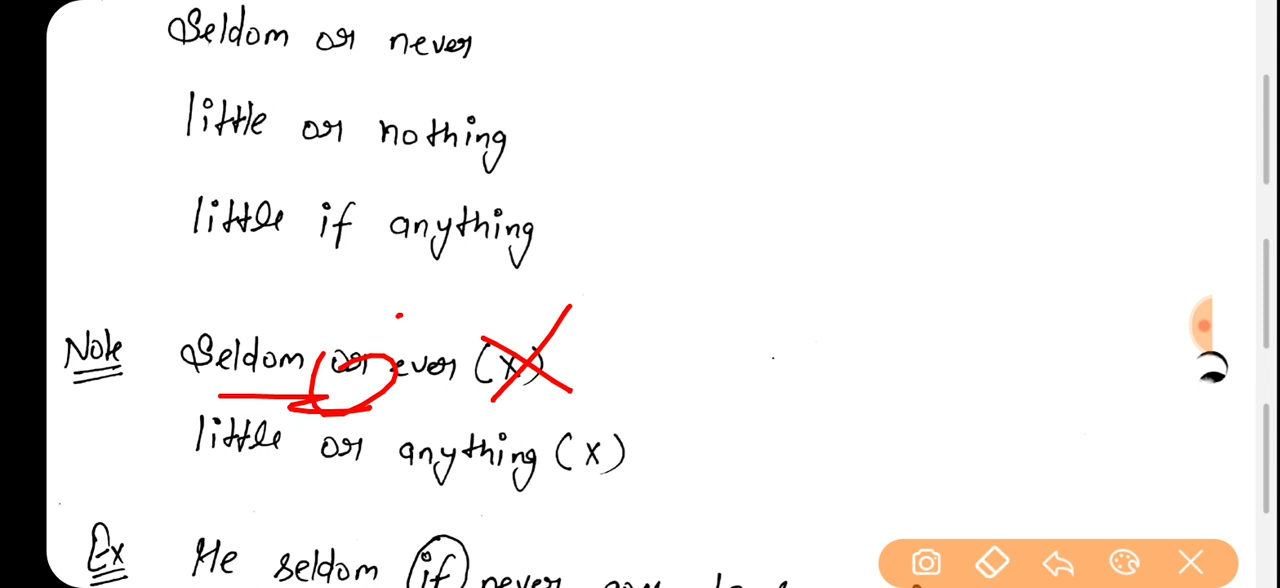 Seldom or never
little or nothing
little if anything
Note Seldom or ever (x)
little or anything (x)
Ex He seldom if never